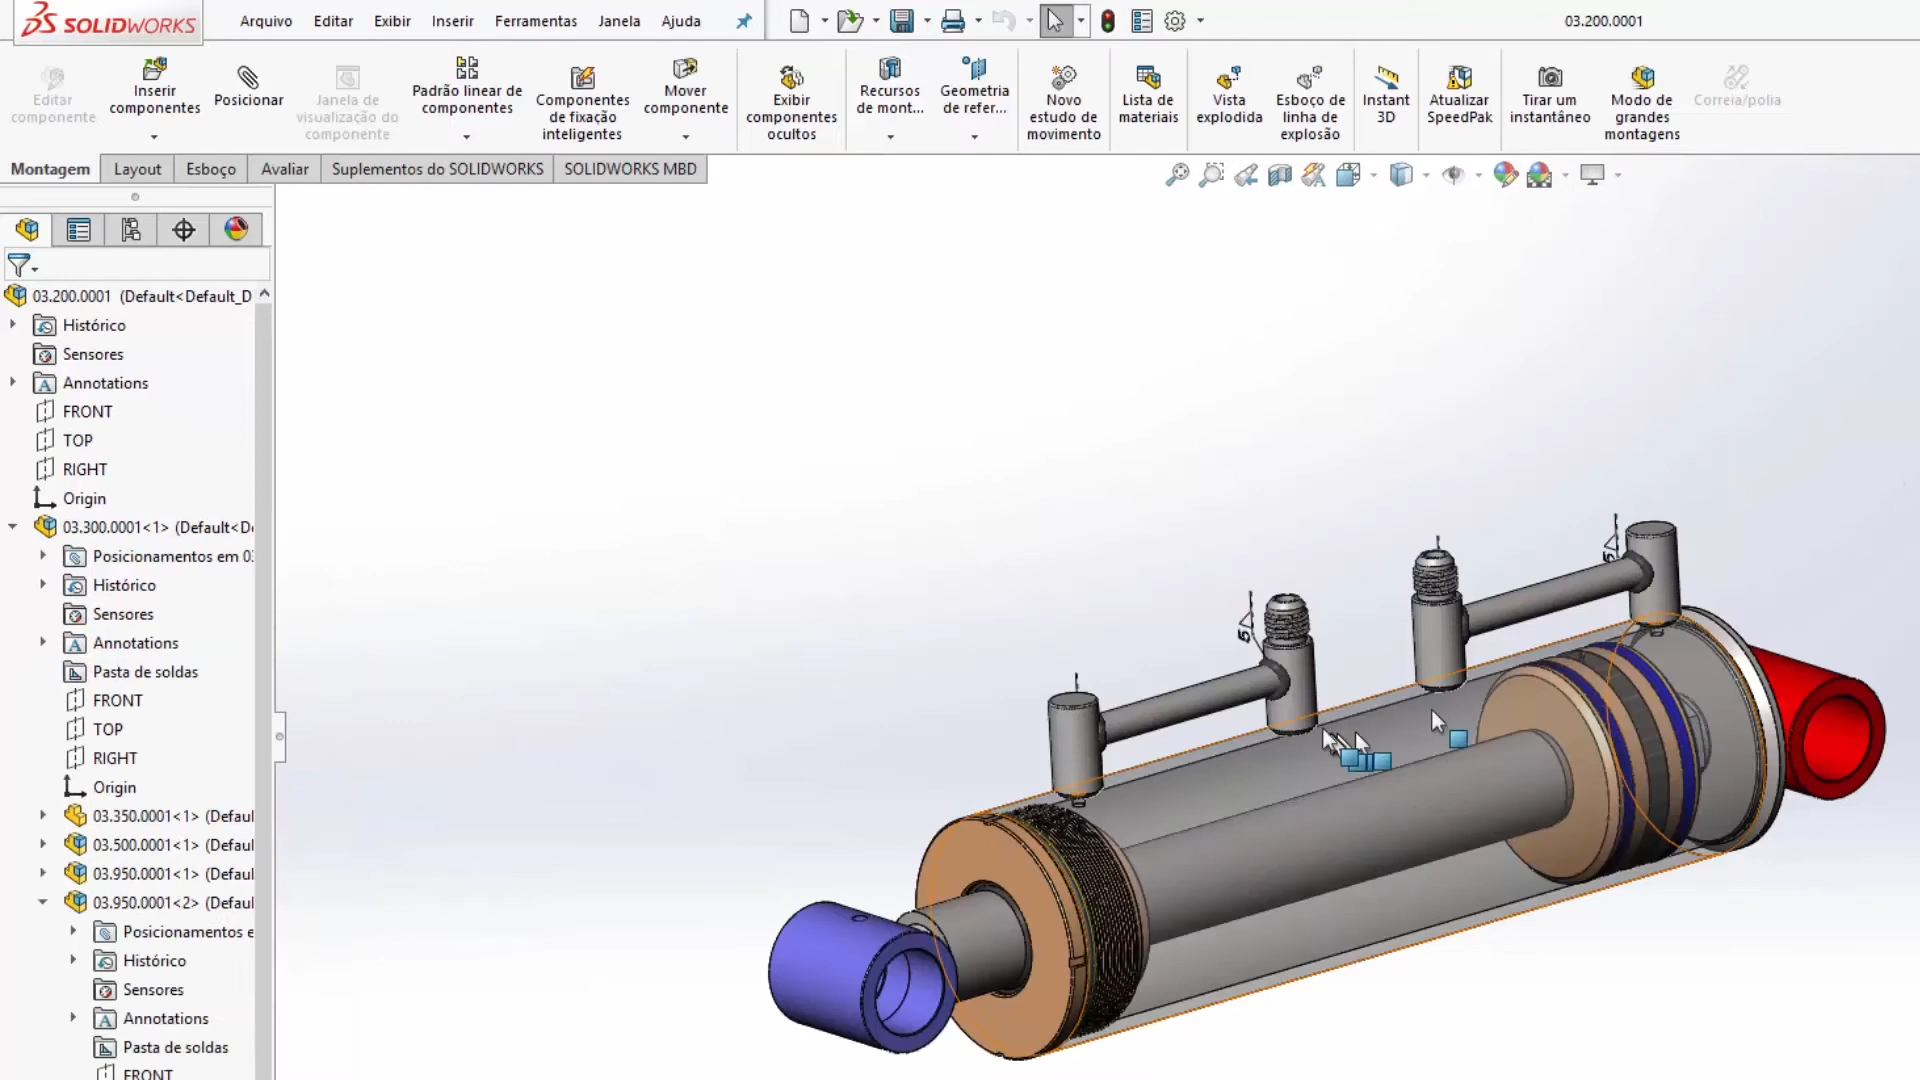 SOLIDWORKS
Arquivo Editar Exibir Inserir Ferramentas Janela Ajuda
03.200.0001
Editar
componente
Inserir
componentes
Posicionar
Janela de
visualização do
componente
Padrão linear de
componentes
Componentes
de fixação
inteligentes
Mover
componente
Exibir
componentes
ocultos
Recursos
de mont...
Geometria
de refer...
Novo
estudo de
movimento
Lista de
materiais
Vista
explodida
Esboço de
linha de
explosão
Instant
3D
Atualizar
SpeedPak
Tirar um
instantâneo
Modo de
grandes
montagens
Correia/polia
Montagem Layout Esboço Avaliar Suplementos do SOLIDWORKS SOLIDWORKS MBD
03.200.0001 (Default<Default_D
Histórico
Sensores
Annotations
FRONT
TOP
RIGHT
Origin
03.300.0001<1> (Default<D
Posicionamentos em 03
Histórico
Sensores
Annotations
Pasta de soldas
FRONT
TOP
RIGHT
Origin
03.350.0001<1> (Defaul
03.500.0001<1> (Defaul
03.950.0001<1> (Defaul
03.950.0001<2> (Defaul
Posicionamentos e
Histórico
Sensores
Annotations
Pasta de soldas
FRONT
5
5